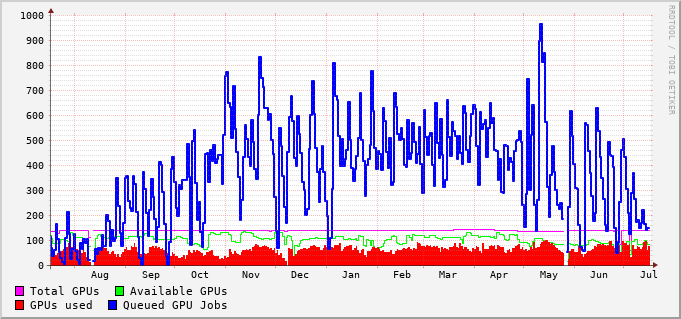 1000
900
800
700
600
500
400
300
200
100
0
Aug Sep Oct Nov Dec Jan Feb Mar Apr May Jun Jul
Total GPUs Available GPUs
GPUs used Queued GPU Jobs
RRDTOOL / TOBI OETIKER